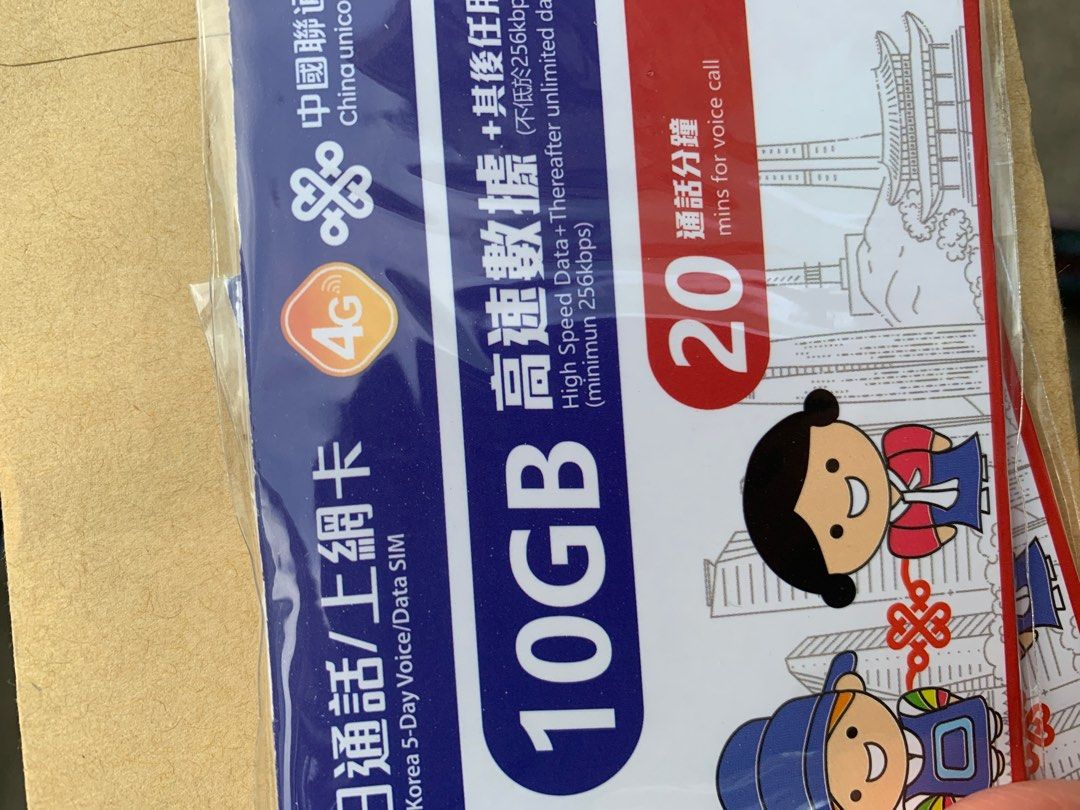 中國聯通
china unico
4G
日通話/上網卡
Korea 5-Day Voice/Data SIM
10GB
高速數據+其後任用
(不低於256kbp
High Speed Data+Thereafter unlimited da
(minimun 256kbps)
20
通話分鐘
mins for voice call